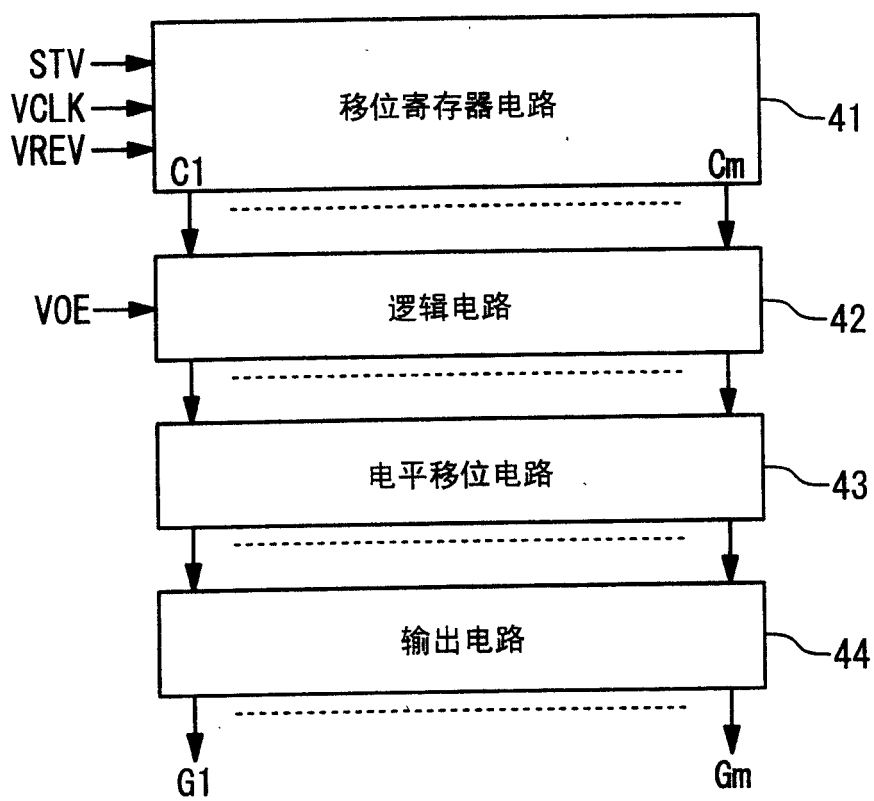 STV
VCLK
VREV
移位寄存器电路
41
C1
Cm
VOE
逻辑电路
42
电平移位电路
43
输出电路
44
G1
Gm